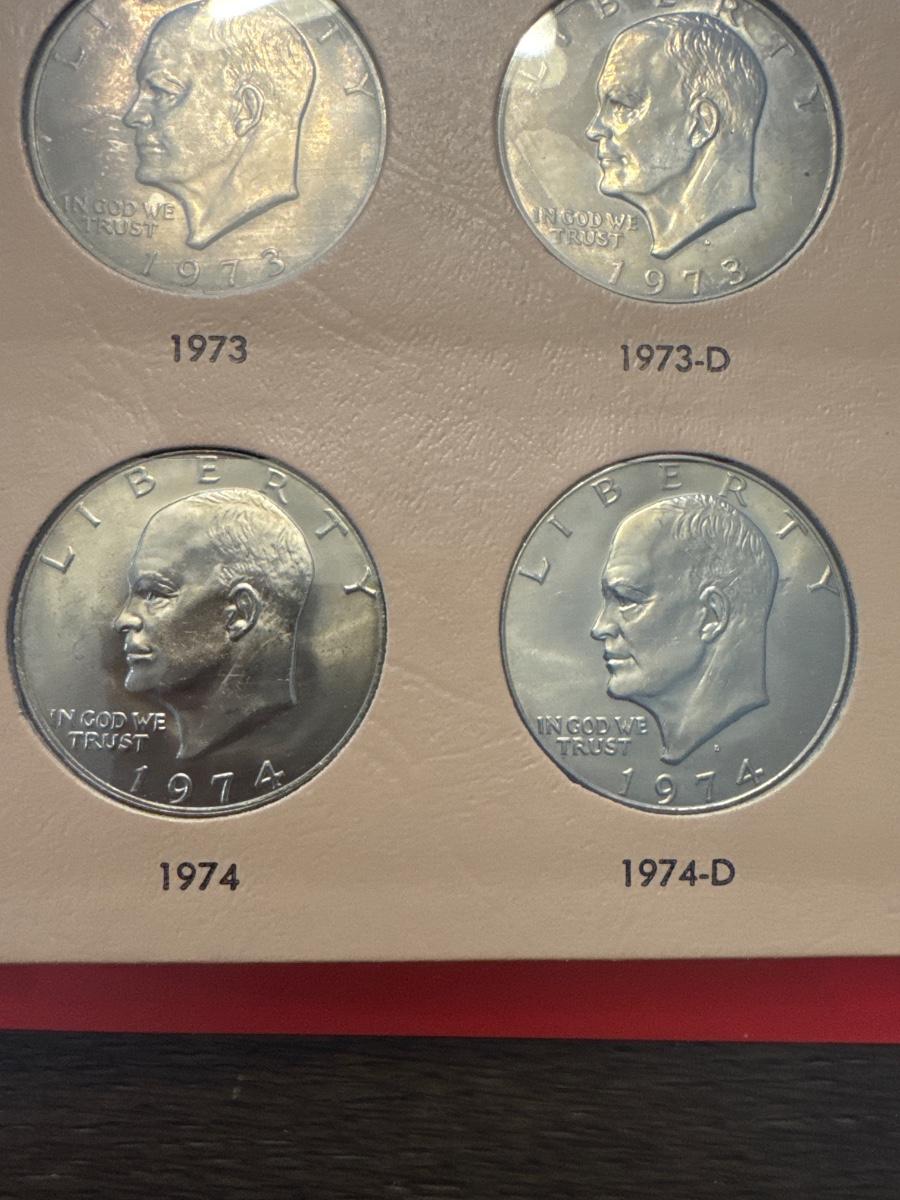 LIBERTY
IN GOD WE
TRUST
1973
1973
LIBERTY
IN GOD WE
TRUST
1973
1973-D
LIBERTY
IN GOD WE
TRUST
1974
1974
LIBERTY
IN GOD WE
TRUST
D
1974
1974-D